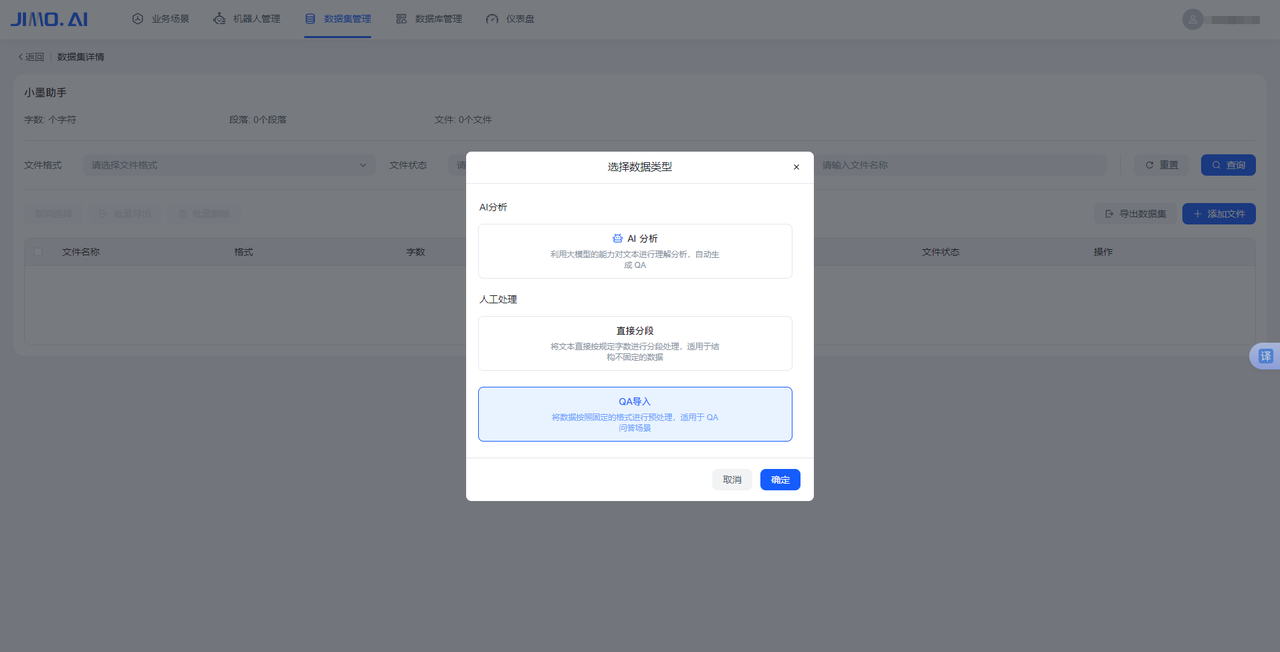 JIMO.AI 业务场景 机器人管理 数据集管理 数据库管理 仪表盘
返回 数据集详情
小墨助手
字数: 个字符 段落: 0个段落 文件: 0个文件
文件格式 请选择文件格式 文件状态 请 请输入文件名称 重置 查询
导出数据集 添加文件
文件名称 格式 字数 文件状态 操作
选择数据类型
AI分析
AI 分析
利用大模型的能力对文本进行理解分析，自动生
成 QA
人工处理
直接分段
将文本直接按规定字数进行分段处理，适用于结
构不固定的数据
QA导入
将数据按照固定的格式进行预处理，适用于 QA
问答场景
取消 确定
译